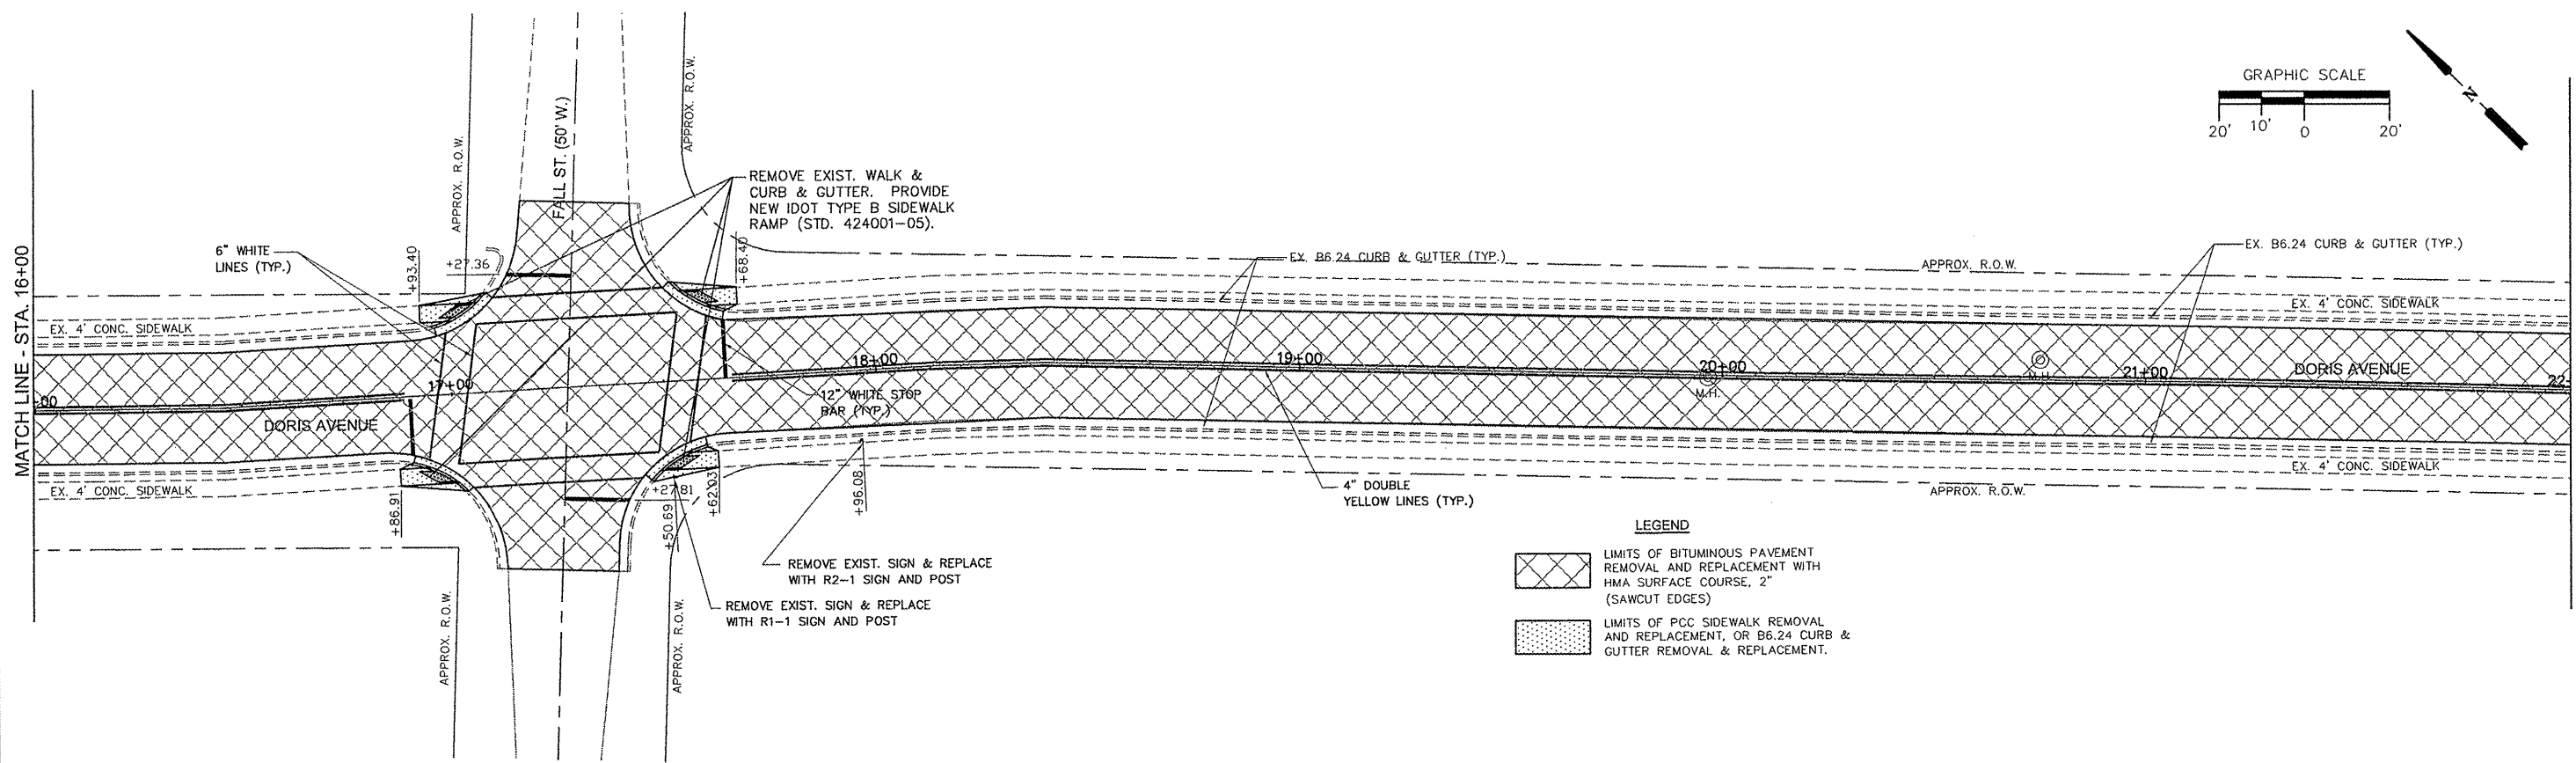 MATCH LINE - STA. 16+00
APPROX. R.O.W.
FALL ST. (50' W.)
APPROX. R.O.W.
GRAPHIC SCALE
20' 10' 0 20'
N
REMOVE EXIST. WALK &
CURB & GUTTER. PROVIDE
NEW IDOT TYPE B SIDEWALK
RAMP (STD. 424001-05).
6" WHITE
LINES (TYP.)
+93.40
+27.36
+68.40
EX. B6.24 CURB & GUTTER (TYP.)
APPROX. R.O.W.
EX. B6.24 CURB & GUTTER (TYP.)
EX. 4' CONC. SIDEWALK
EX. 4' CONC. SIDEWALK
00
17+00
18+00
19+00
20+00
21+00
22
M.H.
M.H.
DORIS AVENUE
DORIS AVENUE
12" WHITE STOP
BAR (TYP.)
EX. 4' CONC. SIDEWALK
EX. 4' CONC. SIDEWALK
+86.91
+27.81
+50.69
+62.03
+96.08
4" DOUBLE
YELLOW LINES (TYP.)
APPROX. R.O.W.
REMOVE EXIST. SIGN & REPLACE
WITH R2-1 SIGN AND POST
REMOVE EXIST. SIGN & REPLACE
WITH R1-1 SIGN AND POST
APPROX. R.O.W.
APPROX. R.O.W.
LEGEND
LIMITS OF BITUMINOUS PAVEMENT
REMOVAL AND REPLACEMENT WITH
HMA SURFACE COURSE, 2"
(SAWCUT EDGES)
LIMITS OF PCC SIDEWALK REMOVAL
AND REPLACEMENT, OR B6.24 CURB &
GUTTER REMOVAL & REPLACEMENT.